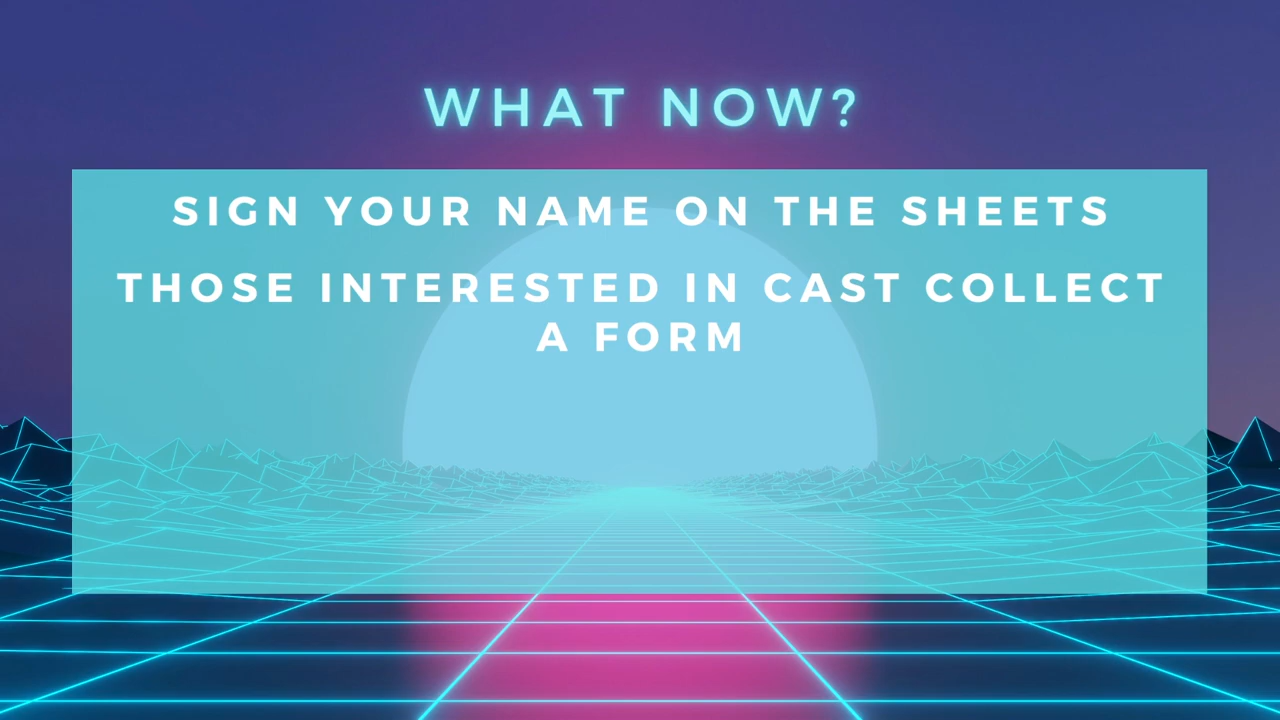 WHAT NOW?
SIGN YOUR NAME ON THE SHEETS
THOSE INTERESTED IN CAST COLLECT
A FORM